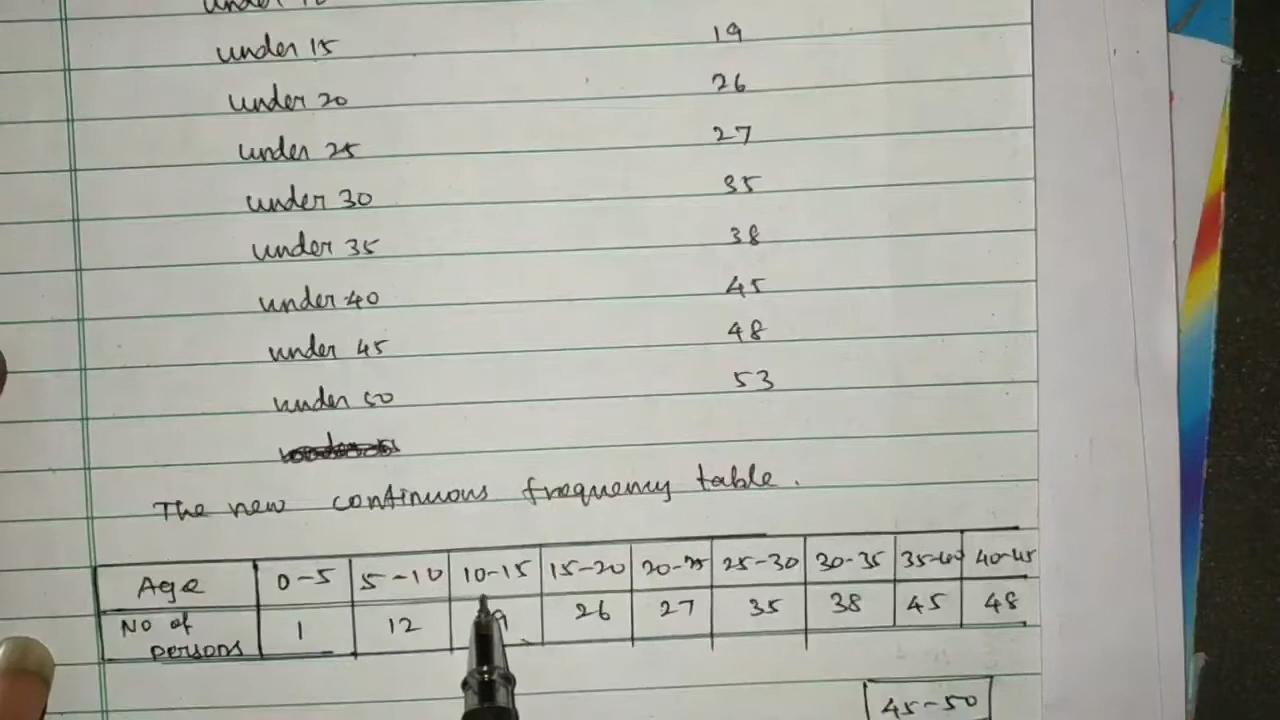 under 15 19
under 20 26
under 25 27
under 30 35
under 35 38
under 40 45
under 45 48
under 50 53
The new continuous frequency table.
Age 0-5 5-10 10-15 15-20 20-25 25-30 30-35 35-40 40-45
No of persons 1 12 9 26 27 35 38 45 48
45-50